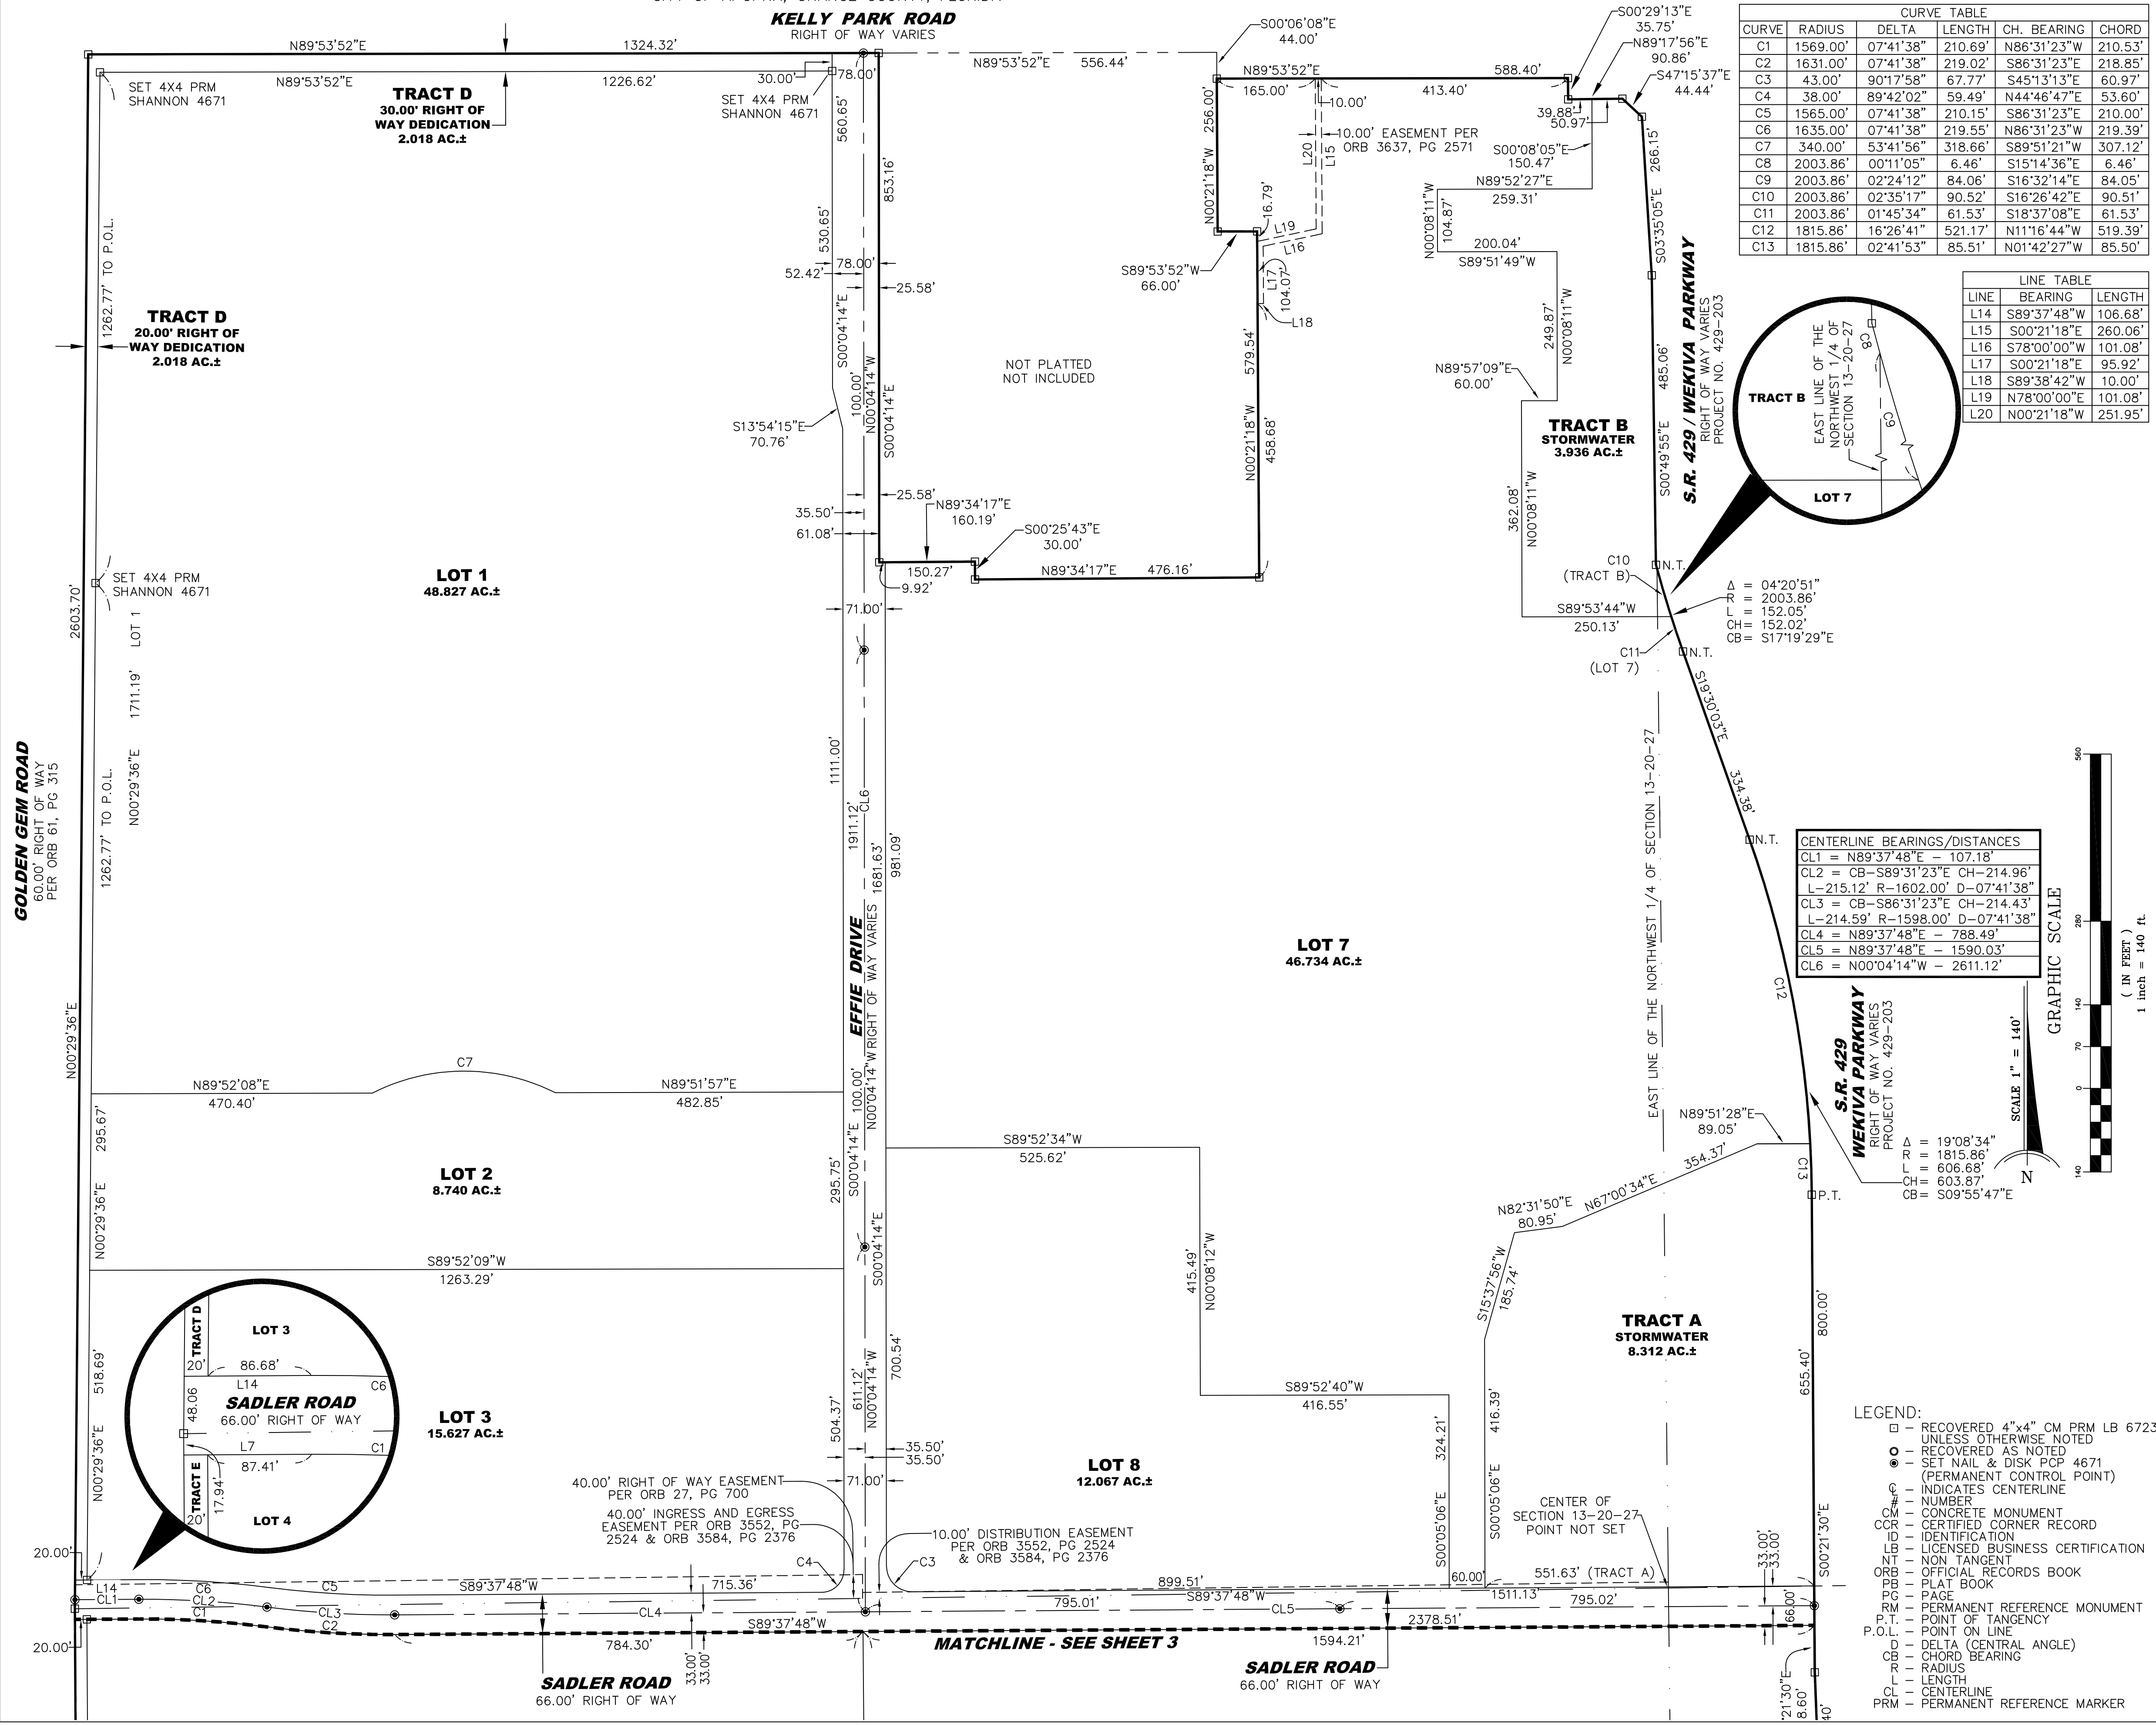 KELLY PARK ROAD
RIGHT OF WAY VARIES
N89°53'52"E 1324.32'
N89°53'52"E 1226.62'
SET 4X4 PRM
SHANNON 4671
TRACT D
30.00' RIGHT OF
WAY DEDICATION
2.018 AC.±
SET 4X4 PRM
SHANNON 4671
30.00'
78.00'
N89°53'52"E 556.44'
S00°06'08"E
44.00'
N89°53'52"E 588.40'
165.00'
10.00'
413.40'
S00°29'13"E
35.75'
N89°17'56"E
90.86'
S47°15'37"E
44.44'
39.88'
50.97'
10.00' EASEMENT PER
ORB 3637, PG 2571
L20
L15
S00°08'05"E
150.47'
N89°52'27"E
259.31'
N00°08'11"W
104.87'
200.04'
S89°51'49"W
249.87'
N00°08'11"W
N89°57'09"E
60.00'
362.08'
N00°08'11"W
S89°53'44"W
250.13'
256.00'
N00°21'18"W
16.79'
L19
L16
S89°53'52"W
66.00'
L17
104.07'
L18
579.54'
N00°21'18"W
458.68'
560.65'
853.16'
530.65'
78.00'
52.42'
25.58'
S00°04'14"E
100.00'
N00°04'14"W
S00°04'14"E
S13°54'15"E
70.76'
25.58'
35.50'
61.08'
N89°34'17"E
160.19'
S00°25'43"E
30.00'
150.27'
9.92'
N89°34'17"E 476.16'
71.00'
NOT PLATTED
NOT INCLUDED
TRACT D
20.00' RIGHT OF
WAY DEDICATION
2.018 AC.±
1262.77' TO P.O.L.
SET 4X4 PRM
SHANNON 4671
2603.70'
N00°29'36"E 1711.19' LOT 1
1262.77' TO P.O.L.
GOLDEN GEM ROAD
60.00' RIGHT OF WAY
PER ORB 61, PG 315
N00°29'36"E
LOT 1
48.827 AC.±
TRACT B
STORMWATER
3.936 AC.±
266.15'
S03°35'05"E
485.06'
S00°49'55"E
S.R. 429 / WEKIVA PARKWAY
RIGHT OF WAY VARIES
PROJECT NO. 429-203
CURVE TABLE
CURVE RADIUS DELTA LENGTH CH. BEARING CHORD
C1 1569.00' 07°41'38" 210.69' N86°31'23"W 210.53'
C2 1631.00' 07°41'38" 219.02' S86°31'23"E 218.85'
C3 43.00' 90°17'58" 67.77' S45°13'13"E 60.97'
C4 38.00' 89°42'02" 59.49' N44°46'47"E 53.60'
C5 1565.00' 07°41'38" 210.15' S86°31'23"E 210.00'
C6 1635.00' 07°41'38" 219.55' N86°31'23"W 219.39'
C7 340.00' 53°41'56" 318.66' S89°51'21"W 307.12'
C8 2003.86' 00°11'05" 6.46' S15°14'36"E 6.46'
C9 2003.86' 02°24'12" 84.06' S16°32'14"E 84.05'
C10 2003.86' 02°35'17" 90.52' S16°26'42"E 90.51'
C11 2003.86' 01°45'34" 61.53' S18°37'08"E 61.53'
C12 1815.86' 16°26'41" 521.17' N11°16'44"W 519.39'
C13 1815.86' 02°41'53" 85.51' N01°42'27"W 85.50'
LINE TABLE
LINE BEARING LENGTH
L14 S89°37'48"W 106.68'
L15 S00°21'18"E 260.06'
L16 S78°00'00"W 101.08'
L17 S00°21'18"E 95.92'
L18 S89°38'42"W 10.00'
L19 N78°00'00"E 101.08'
L20 N00°21'18"W 251.95'
TRACT B
EAST LINE OF THE
NORTHWEST 1/4 OF
SECTION 13-20-27
C8
C9
LOT 7
N.T.
C10
(TRACT B)
Δ = 04°20'51"
R = 2003.86'
L = 152.05'
CH= 152.02'
CB= S17°19'29"E
C11
(LOT 7)
N.T.
S19°30'03"E
334.38'
N.T.
EAST LINE OF THE NORTHWEST 1/4 OF SECTION 13-20-27
1111.00'
1911.12'
CL6
1681.63'
981.09'
EFFIE DRIVE
RIGHT OF WAY VARIES
LOT 7
46.734 AC.±
CENTERLINE BEARINGS/DISTANCES
CL1 = N89°37'48"E - 107.18'
CL2 = CB-S89°31'23"E CH-214.96'
L-215.12' R-1602.00' D-07°41'38"
CL3 = CB-S86°31'23"E CH-214.43'
L-214.59' R-1598.00' D-07°41'38"
CL4 = N89°37'48"E - 788.49'
CL5 = N89°37'48"E - 1590.03'
CL6 = N00°04'14"W - 2611.12'
560
280
140
70
0
140
GRAPHIC SCALE
( IN FEET )
1 inch = 140 ft.
SCALE 1" = 140'
N
C12
S.R. 429
WEKIVA PARKWAY
RIGHT OF WAY VARIES
PROJECT NO. 429-203
Δ = 19°08'34"
R = 1815.86'
L = 606.68'
CH= 603.87'
CB= S09°55'47"E
C7
N89°52'08"E
470.40'
N89°51'57"E
482.85'
295.67'
N00°29'36"E
LOT 2
8.740 AC.±
295.75'
S00°04'14"E
100.00'
N00°04'14"W
S00°04'14"E
S89°52'09"W
1263.29'
S89°52'34"W
525.62'
415.49'
N00°08'12"W
N89°51'28"E
89.05'
354.37'
N67°00'34"E
N82°31'50"E
80.95'
S15°37'56"W
185.74'
C13
P.T.
TRACT A
STORMWATER
8.312 AC.±
800.00'
655.40'
S89°52'40"W
416.55'
324.21'
S00°05'06"E
416.39'
S00°05'06"E
518.69'
N00°29'36"E
TRACT D
LOT 3
20'
86.68'
L14
C6
48.06
SADLER ROAD
66.00' RIGHT OF WAY
L7
C1
87.41'
17.94'
TRACT E
20'
LOT 4
LOT 3
15.627 AC.±
504.37'
611.12'
N00°04'14"W
700.54'
35.50'
35.50'
71.00'
40.00' RIGHT OF WAY EASEMENT
PER ORB 27, PG 700
40.00' INGRESS AND EGRESS
EASEMENT PER ORB 3552, PG
2524 & ORB 3584, PG 2376
C4
LOT 8
12.067 AC.±
10.00' DISTRIBUTION EASEMENT
PER ORB 3552, PG 2524
& ORB 3584, PG 2376
C3
CENTER OF
SECTION 13-20-27
POINT NOT SET
S00°21'30"E
33.00'
33.00'
66.00'
20.00'
L14
C6
C5
S89°37'48"W
715.36'
899.51'
60.00'
551.63' (TRACT A)
CL1
CL2
C1
CL3
C2
CL4
795.01'
S89°37'48"W
CL5
1511.13'
795.02'
2378.51'
20.00'
784.30'
S89°37'48"W
33.00'
33.00'
MATCHLINE - SEE SHEET 3
1594.21'
SADLER ROAD
66.00' RIGHT OF WAY
SADLER ROAD
66.00' RIGHT OF WAY
21'30"E
8.60'
40'
LEGEND:
- RECOVERED 4"x4" CM PRM LB 6723
UNLESS OTHERWISE NOTED
- RECOVERED AS NOTED
- SET NAIL & DISK PCP 4671
(PERMANENT CONTROL POINT)
℄ - INDICATES CENTERLINE
# - NUMBER
CM - CONCRETE MONUMENT
CCR - CERTIFIED CORNER RECORD
ID - IDENTIFICATION
LB - LICENSED BUSINESS CERTIFICATION
NT - NON TANGENT
ORB - OFFICIAL RECORDS BOOK
PB - PLAT BOOK
PG - PAGE
RM - PERMANENT REFERENCE MONUMENT
P.T. - POINT OF TANGENCY
P.O.L. - POINT ON LINE
D - DELTA (CENTRAL ANGLE)
CB - CHORD BEARING
R - RADIUS
L - LENGTH
CL - CENTERLINE
PRM - PERMANENT REFERENCE MARKER